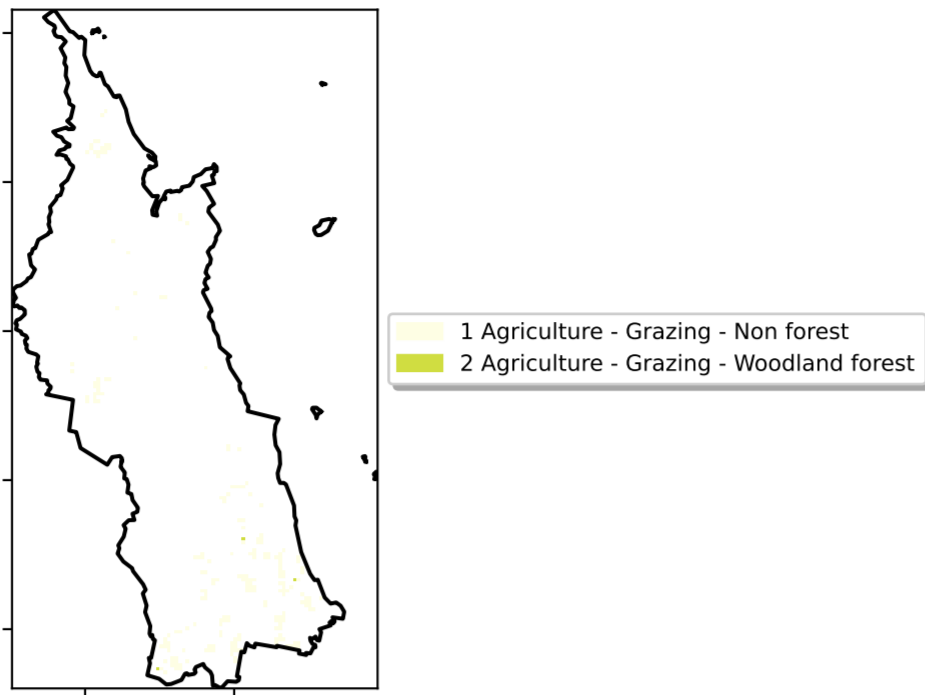 1 Agriculture - Grazing - Non forest
2 Agriculture - Grazing - Woodland forest